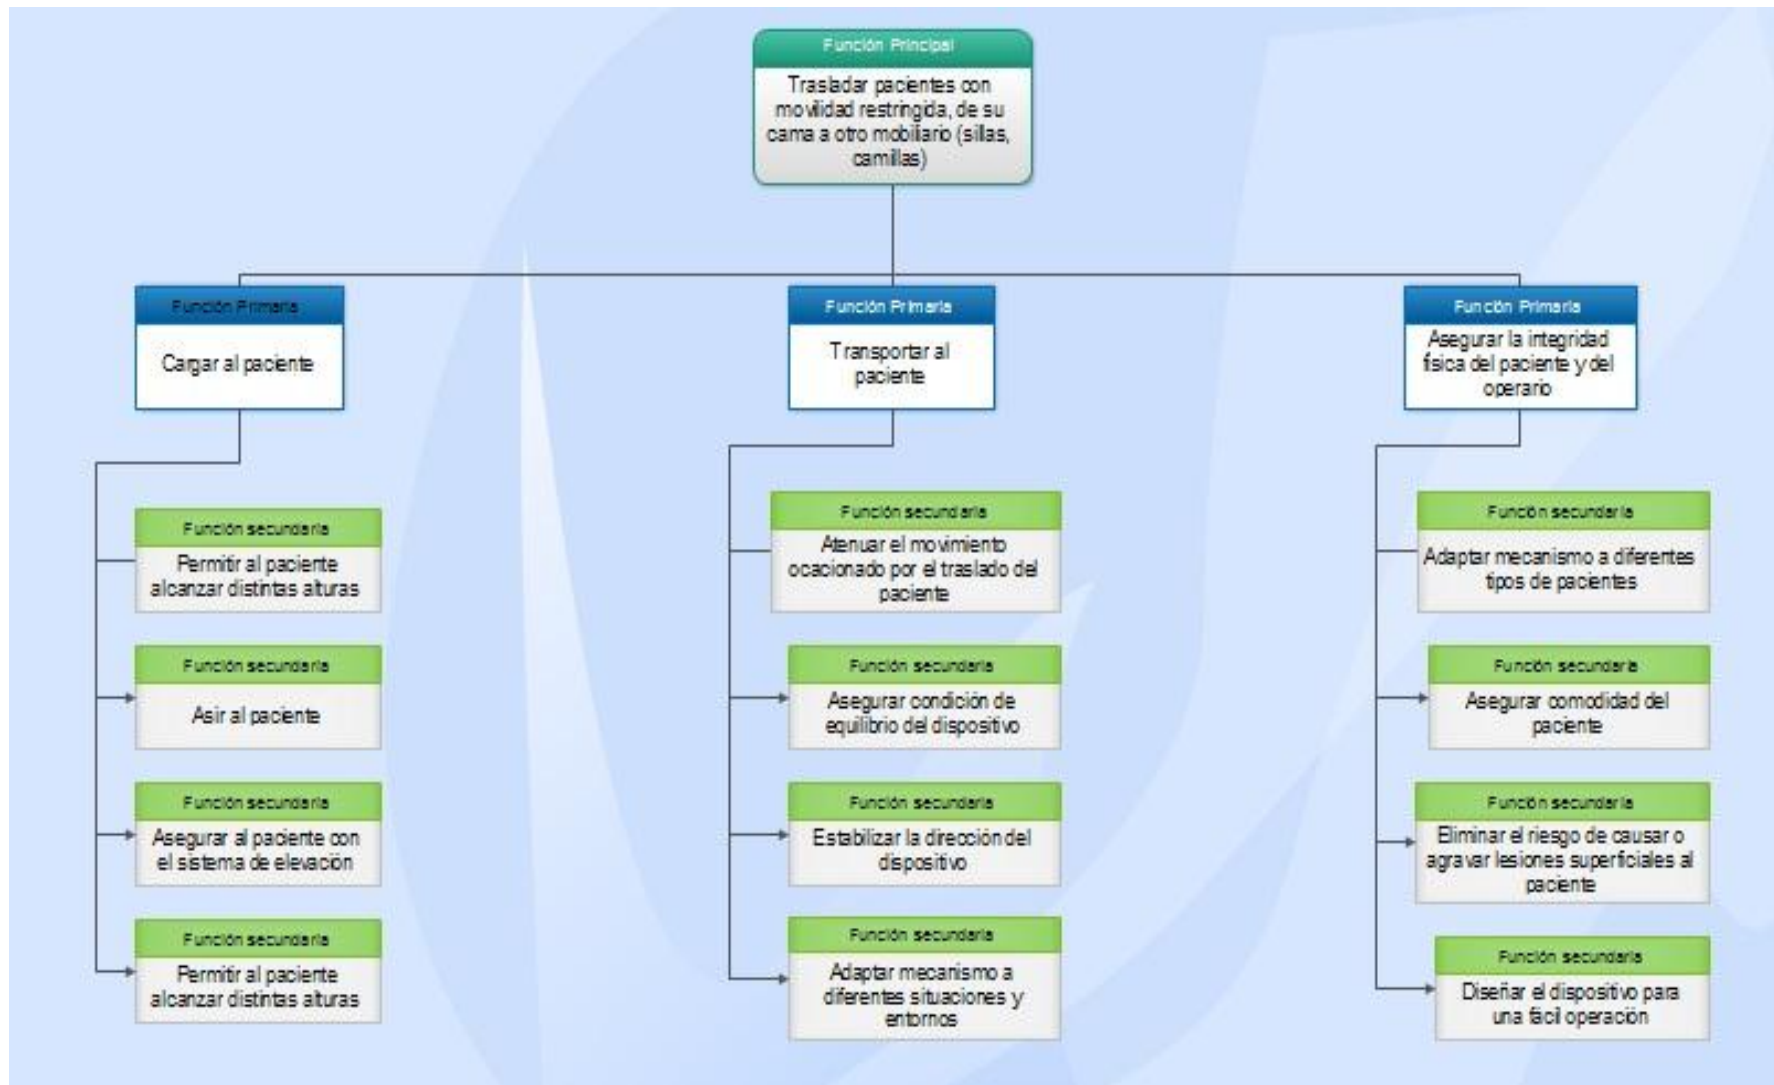 Función Principal
Trasladar pacientes con
movilidad restringida, de su
cama a otro mobiliario (sillas,
camillas)
Función Primaria
Cargar al paciente
Función secundaria
Permitir al paciente
alcanzar distintas alturas
Función secundaria
Asir al paciente
Función secundaria
Asegurar al paciente con
el sistema de elevación
Función secundaria
Permitir al paciente
alcanzar distintas alturas
Función Primaria
Transportar al
paciente
Función secundaria
Atenuar el movimiento
ocacionado por el traslado del
paciente
Función secundaria
Asegurar condición de
equilibrio del dispositivo
Función secundaria
Estabilizar la dirección del
dispositivo
Función secundaria
Adaptar mecanismo a
diferentes situaciones y
entornos
Función Primaria
Asegurar la integridad
física del paciente y del
operario
Función secundaria
Adaptar mecanismo a diferentes
tipos de pacientes
Función secundaria
Asegurar comodidad del
paciente
Función secundaria
Eliminar el riesgo de causar o
agravar lesiones superficiales al
paciente
Función secundaria
Diseñar el dispositivo para
una fácil operación